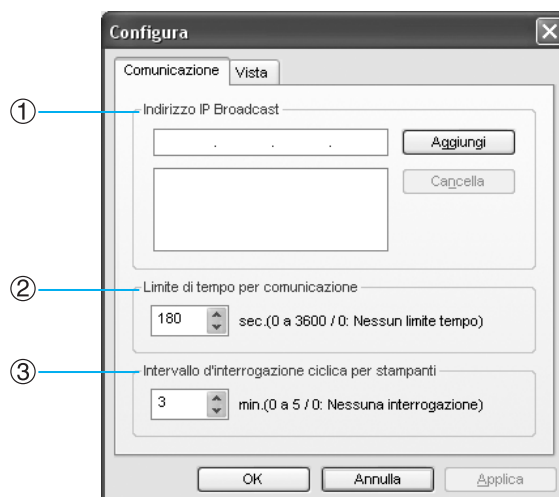 Configura
Comunicazione Vista
① Indirizzo IP Broadcast
. . . Aggiungi
Cancella
② Limite di tempo per comunicazione
180 sec.(0 a 3600 / 0: Nessun limite tempo)
③ Intervallo d'interrogazione ciclica per stampanti
3 min.(0 a 5 / 0: Nessuna interrogazione)
OK Annulla Applica